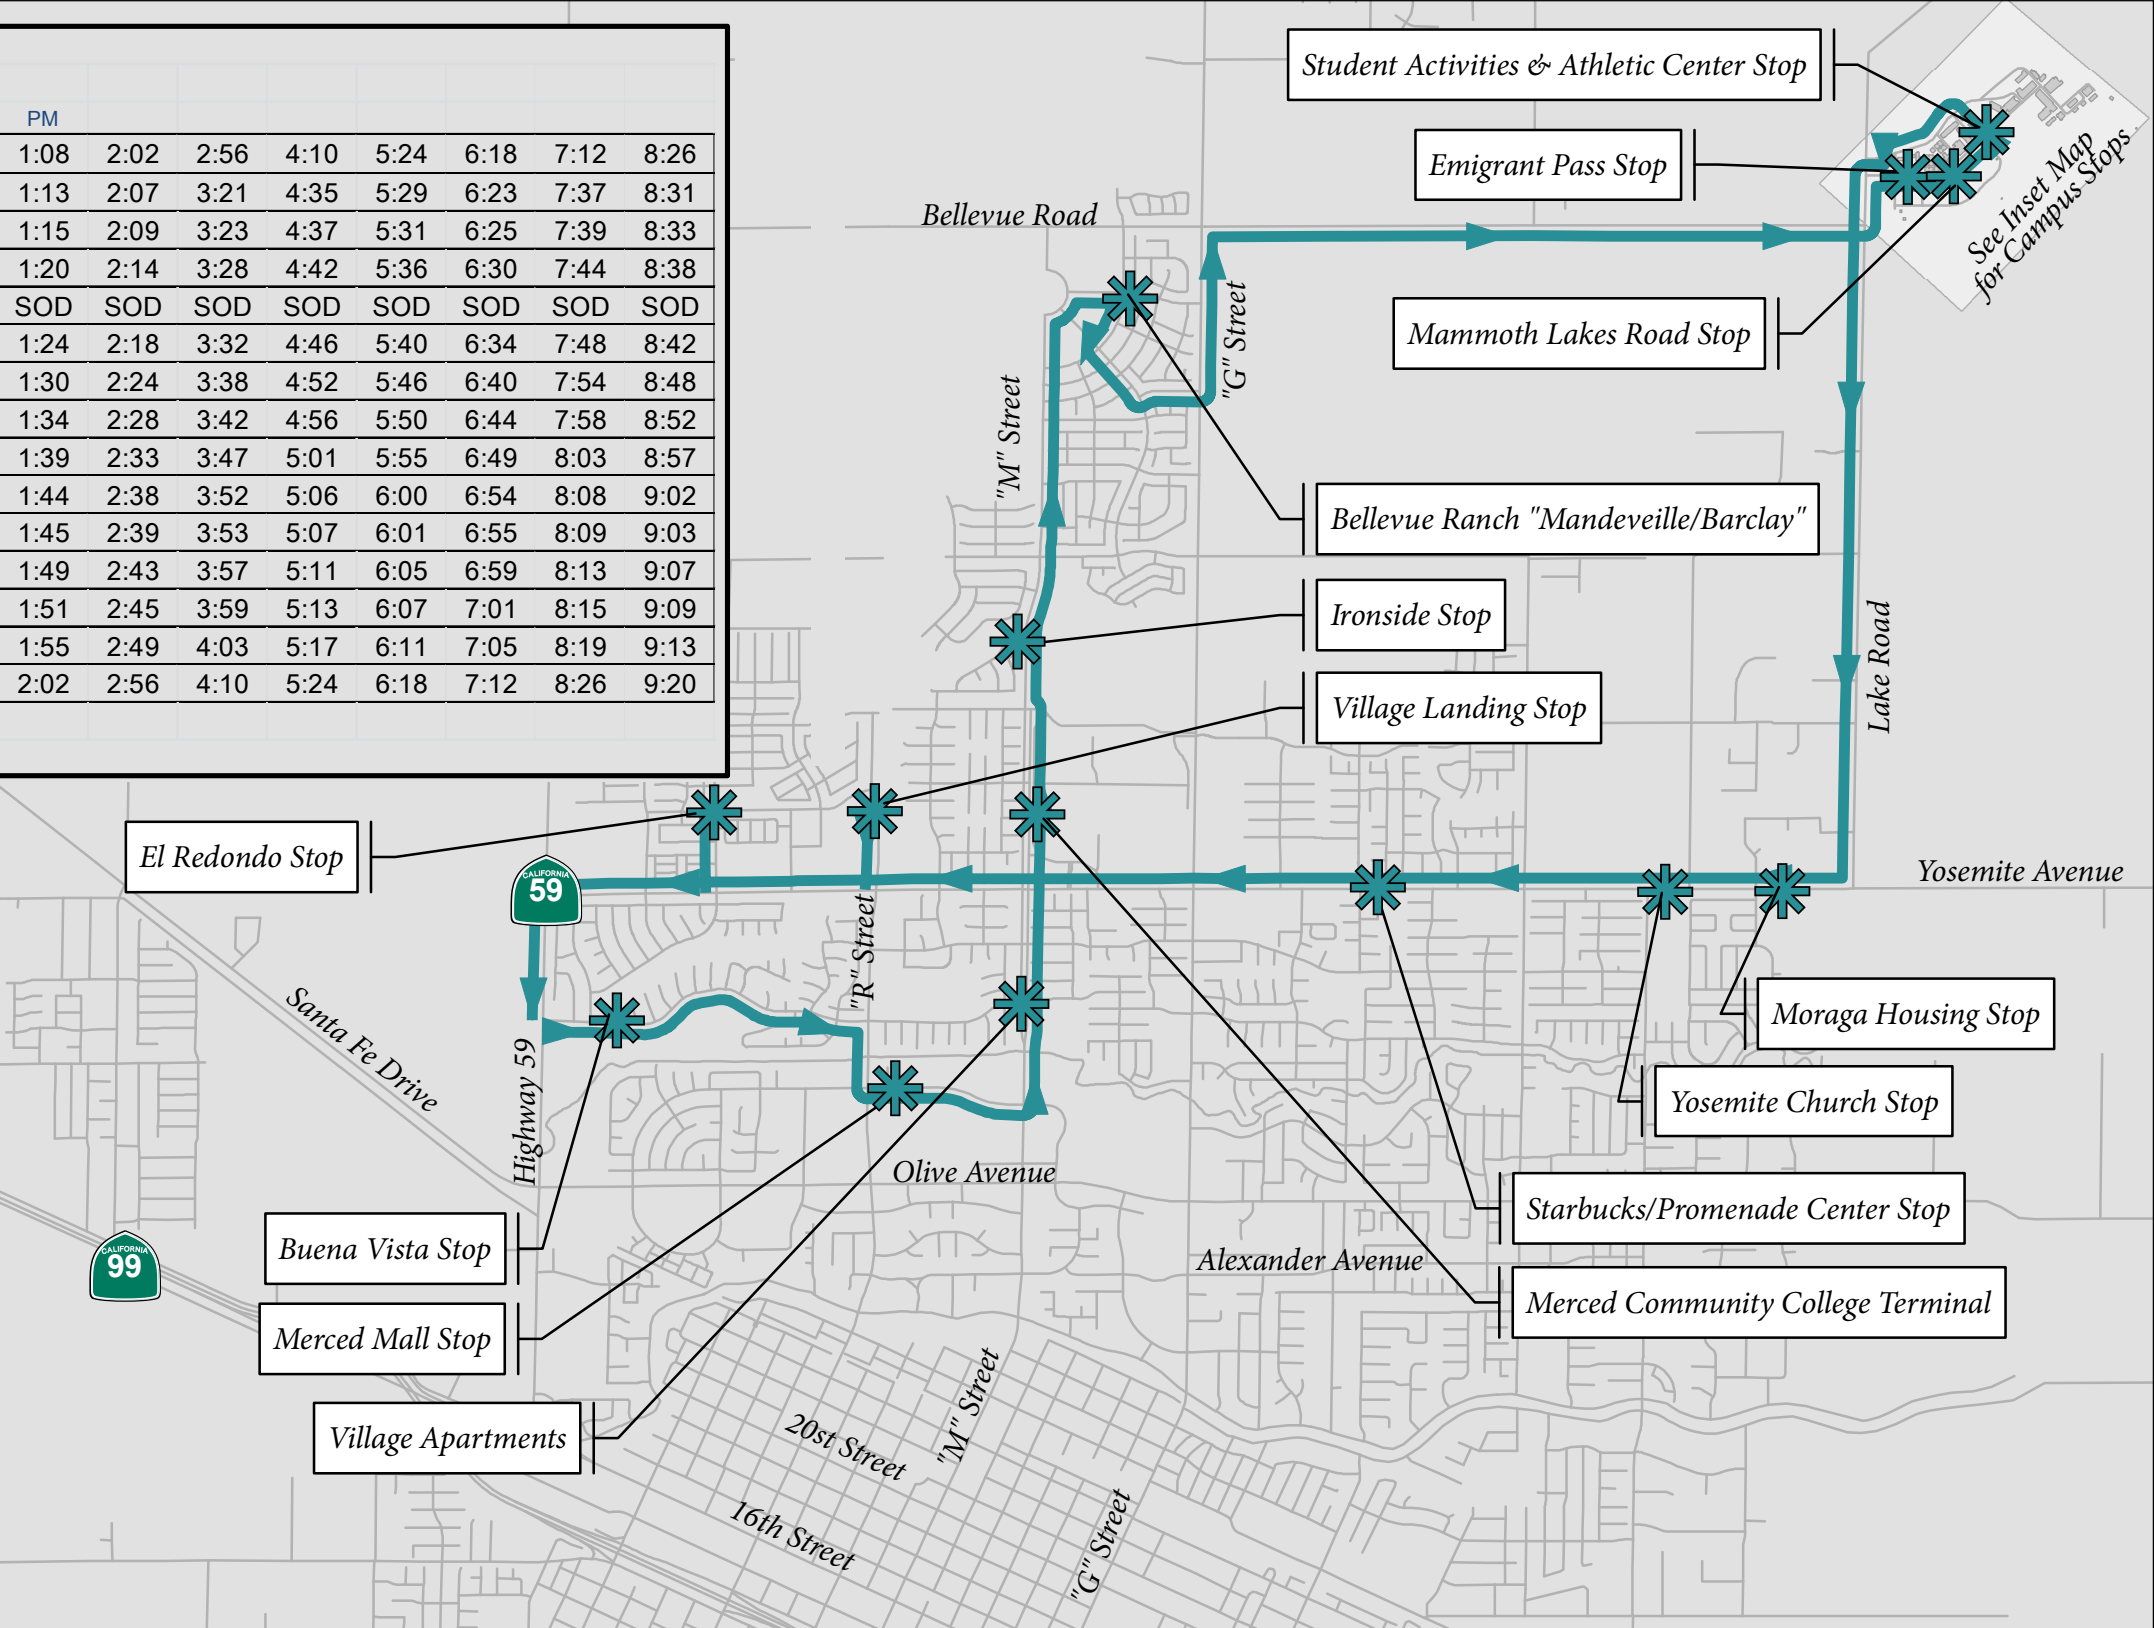 PM
1:08 2:02 2:56 4:10 5:24 6:18 7:12 8:26
1:13 2:07 3:21 4:35 5:29 6:23 7:37 8:31
1:15 2:09 3:23 4:37 5:31 6:25 7:39 8:33
1:20 2:14 3:28 4:42 5:36 6:30 7:44 8:38
SOD SOD SOD SOD SOD SOD SOD SOD
1:24 2:18 3:32 4:46 5:40 6:34 7:48 8:42
1:30 2:24 3:38 4:52 5:46 6:40 7:54 8:48
1:34 2:28 3:42 4:56 5:50 6:44 7:58 8:52
1:39 2:33 3:47 5:01 5:55 6:49 8:03 8:57
1:44 2:38 3:52 5:06 6:00 6:54 8:08 9:02
1:45 2:39 3:53 5:07 6:01 6:55 8:09 9:03
1:49 2:43 3:57 5:11 6:05 6:59 8:13 9:07
1:51 2:45 3:59 5:13 6:07 7:01 8:15 9:09
1:55 2:49 4:03 5:17 6:11 7:05 8:19 9:13
2:02 2:56 4:10 5:24 6:18 7:12 8:26 9:20
Student Activities & Athletic Center Stop
Emigrant Pass Stop
See Inset Map
for Campus Stops
Bellevue Road
Mammoth Lakes Road Stop
"G" Street
"M" Street
Bellevue Ranch "Mandeveille/Barclay"
Ironside Stop
Village Landing Stop
Lake Road
El Redondo Stop
CALIFORNIA
59
Yosemite Avenue
"R" Street
Santa Fe Drive
Highway 59
Moraga Housing Stop
Yosemite Church Stop
Olive Avenue
Starbucks/Promenade Center Stop
Buena Vista Stop
CALIFORNIA
99
Alexander Avenue
Merced Community College Terminal
Merced Mall Stop
Village Apartments
"M" Street
20st Street
16th Street
"G" Street